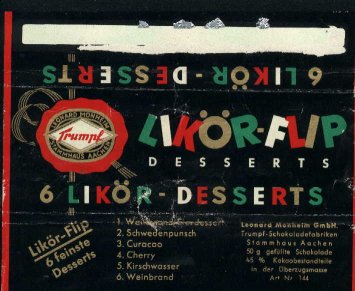 6 LIKÖR-DESSERTS
LEONARD MONHEIM
Trumpf
STAMMHAUS AACHEN
LIKÖR-FLIP
DESSERTS
6 LIKÖR-DESSERTS
Likör-Flip
6 feinste
Desserts
1.
2. Schwedenpunsch
3. Curacao
4. Cherry
5. Kirschwasser
6. Weinbrand
Leonard Monheim GmbH.
Trumpf-Schokoladefabriken
Stammhaus Aachen
50 g gefüllte Schokolade
45 % Kakaobestandteile
in der Überzugsmasse
Art Nr. 144